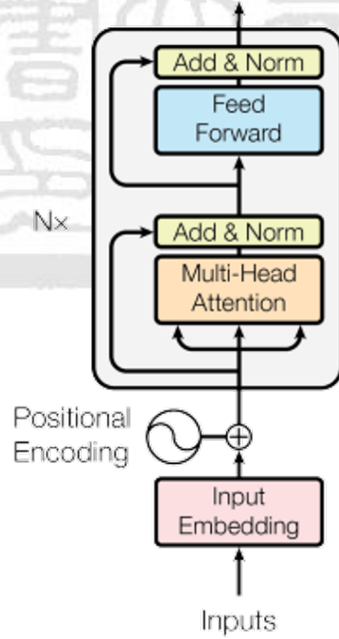 Add & Norm
Feed
Forward
Nx
Add & Norm
Multi-Head
Attention
Positional
Encoding
Input
Embedding
Inputs